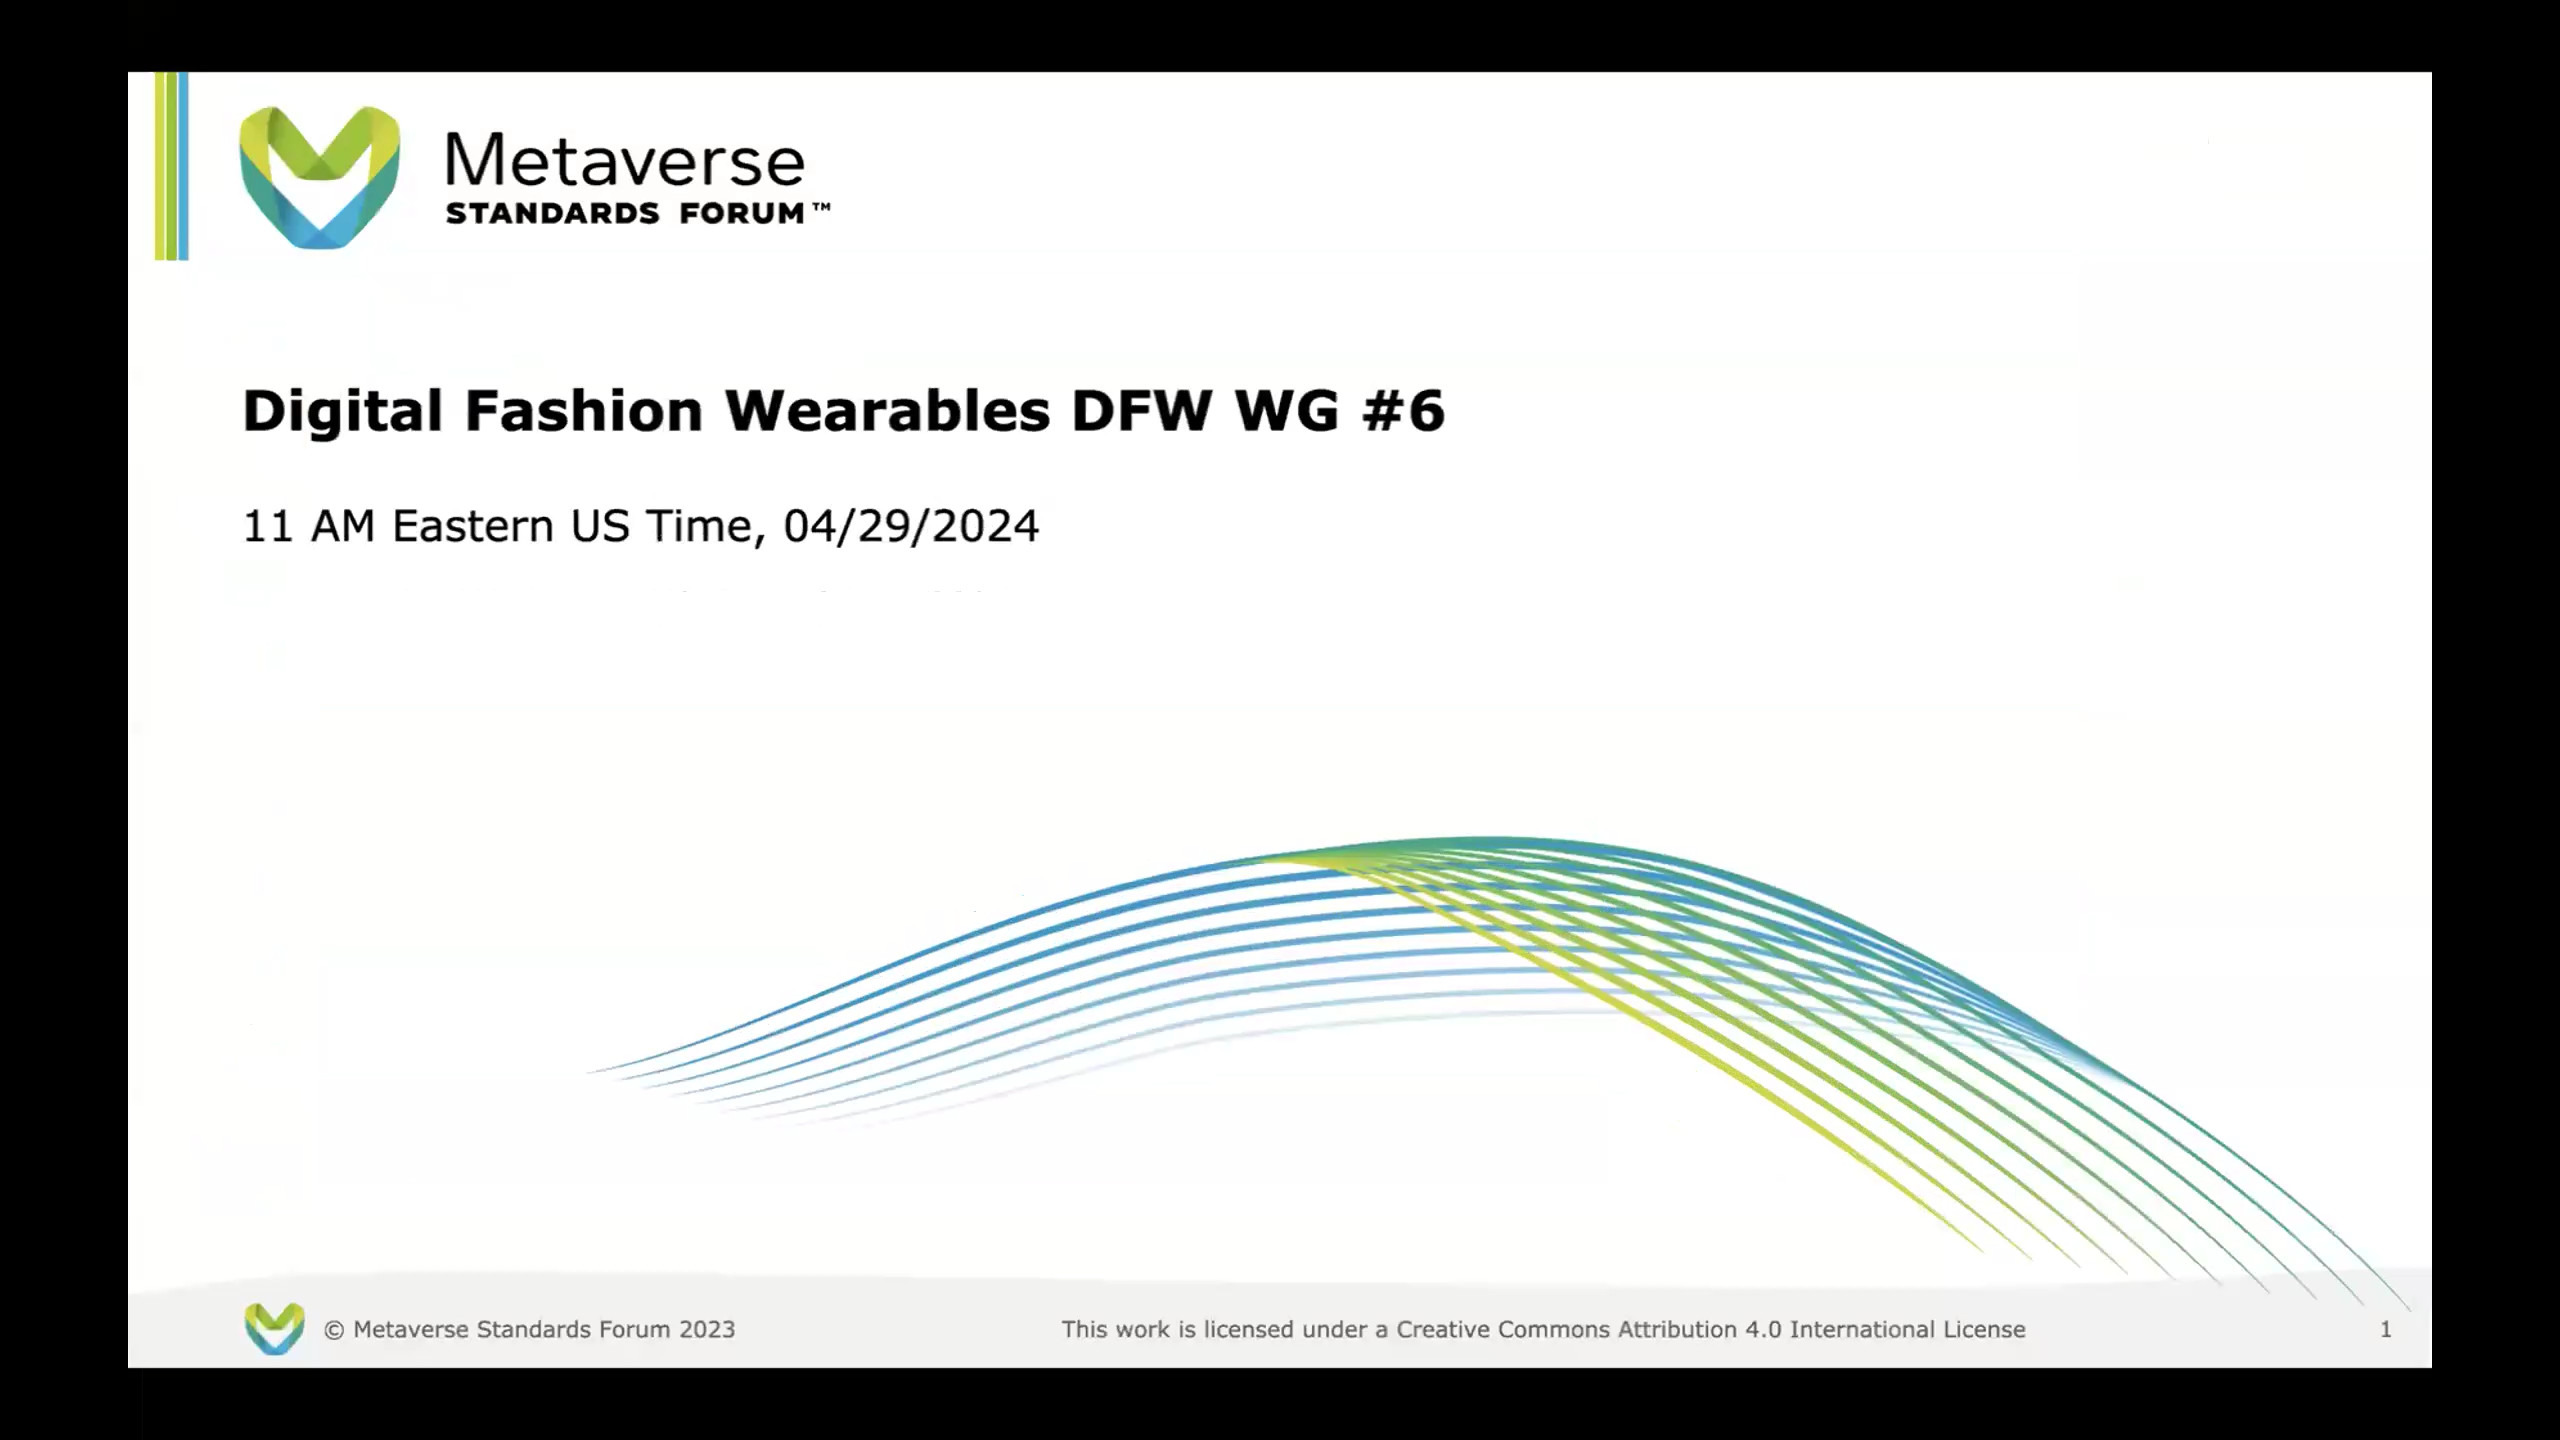 Metaverse
STANDARDS FORUM™
Digital Fashion Wearables DFW WG #6
11 AM Eastern US Time, 04/29/2024
© Metaverse Standards Forum 2023
This work is licensed under a Creative Commons Attribution 4.0 International License
1